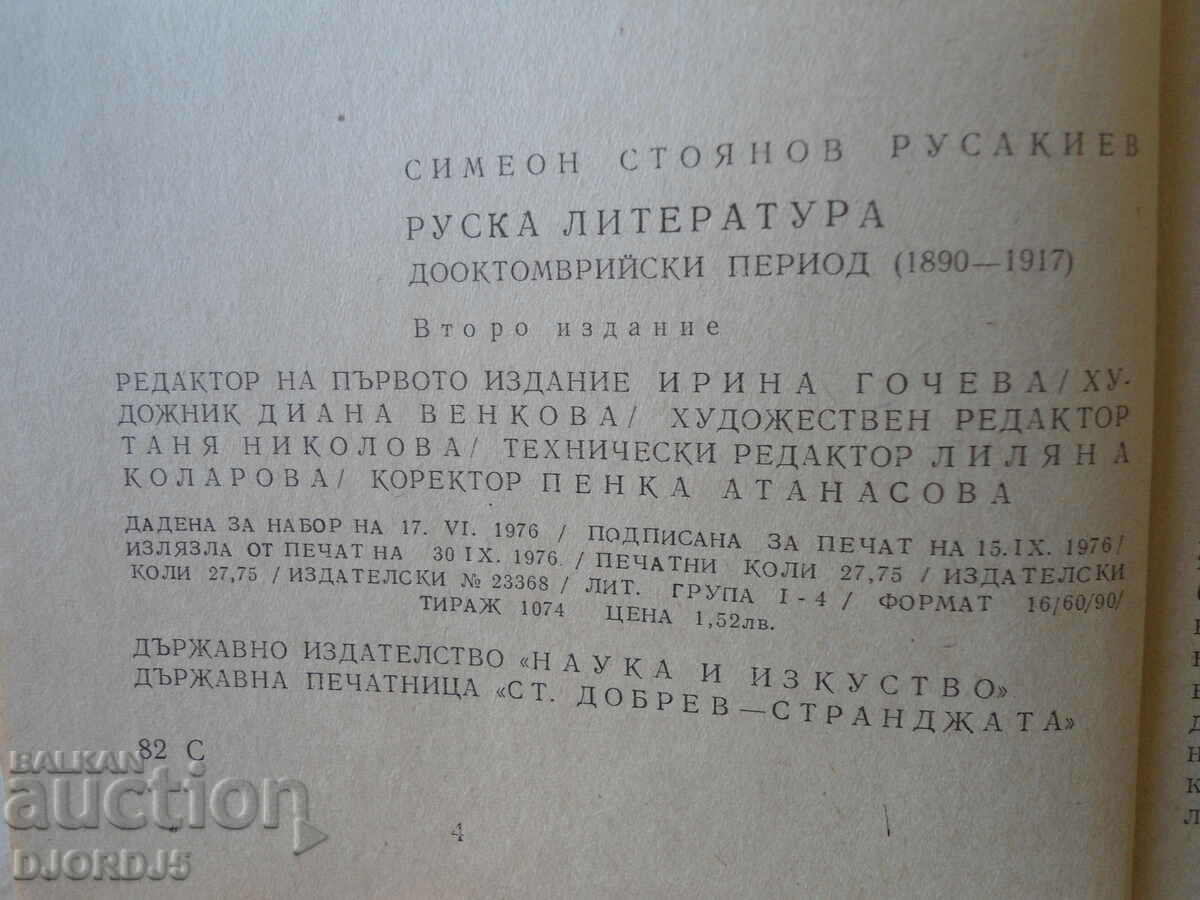 СИМЕОН СТОЯНОВ РУСАКИЕВ
РУСКА ЛИТЕРАТУРА
ДООКТОМВРИЙСКИ ПЕРИОД (1890—1917)
Второ издание
РЕДАКТОР НА ПЪРВОТО ИЗДАНИЕ ИРИНА ГОЧЕВА/ХУ-
ДОЖНИК ДИАНА ВЕНКОВА/ ХУДОЖЕСТВЕН РЕДАКТОР
ТАНЯ НИКОЛОВА/ ТЕХНИЧЕСКИ РЕДАКТОР ЛИЛЯНА
КОЛАРОВА/ КОРЕКТОР ПЕНКА АТАНАСОВА
ДАДЕНА ЗА НАБОР НА 17. VI. 1976 / ПОДПИСАНА ЗА ПЕЧАТ НА 15.IX. 1976/
ИЗЛЯЗЛА ОТ ПЕЧАТ НА 30 IX. 1976 / ПЕЧАТНИ КОЛИ 27,75 / ИЗДАТЕЛСКИ
КОЛИ 27,75 / ИЗДАТЕЛСКИ № 23368 / ЛИТ. ГРУПА I - 4 / ФОРМАТ 16/60/90/
ТИРАЖ 1074 ЦЕНА 1,52лв.
ДЪРЖАВНО ИЗДАТЕЛСТВО «НАУКА И ИЗКУСТВО»
ДЪРЖАВНА ПЕЧАТНИЦА «СТ. ДОБРЕВ—СТРАНДЖАТА»
82 С
4
BALKAN
auction
DJORDJ5